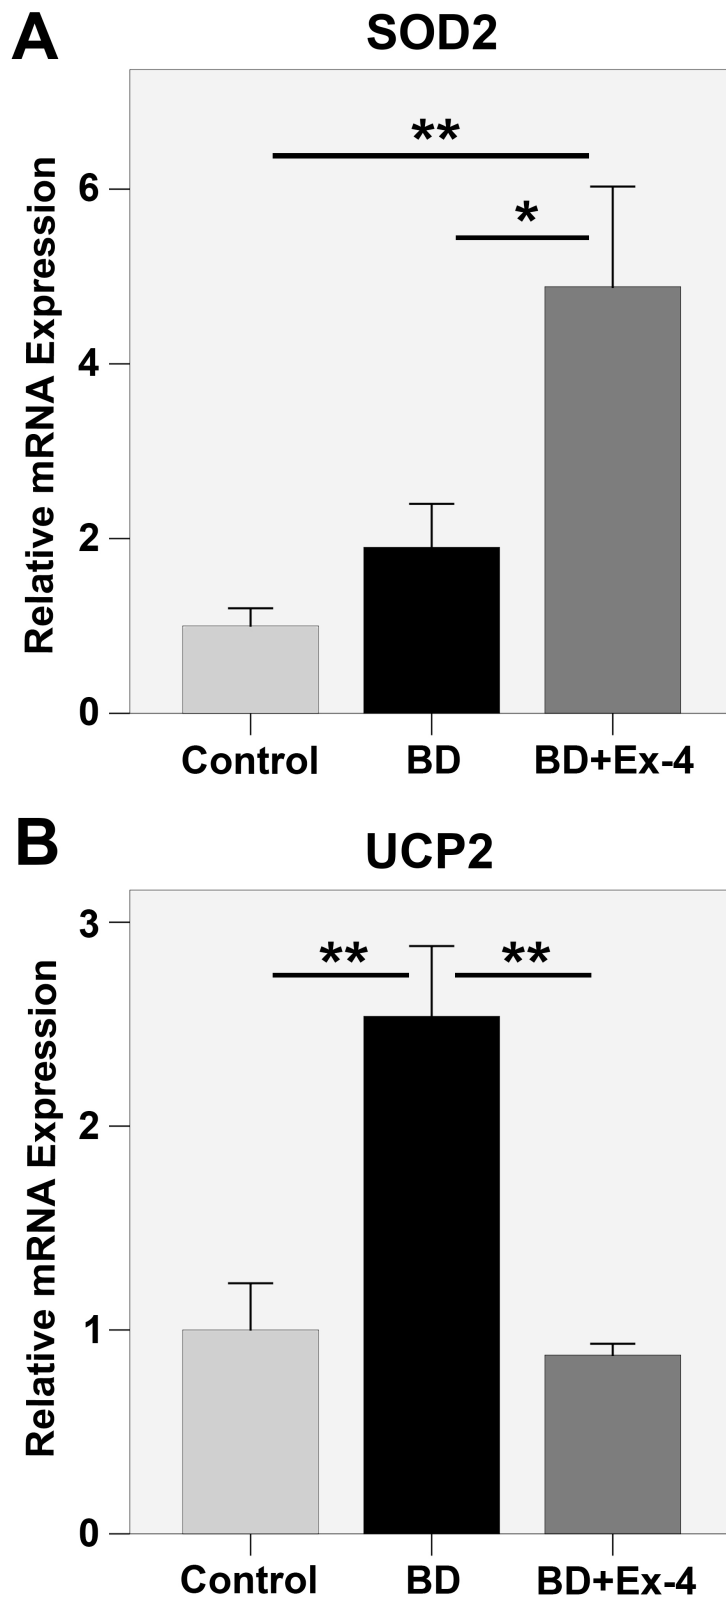 A
SOD2
Relative mRNA Expression
6
4
2
0
**
*
Control BD BD+Ex-4
B
UCP2
Relative mRNA Expression
3
2
1
0
** **
Control BD BD+Ex-4